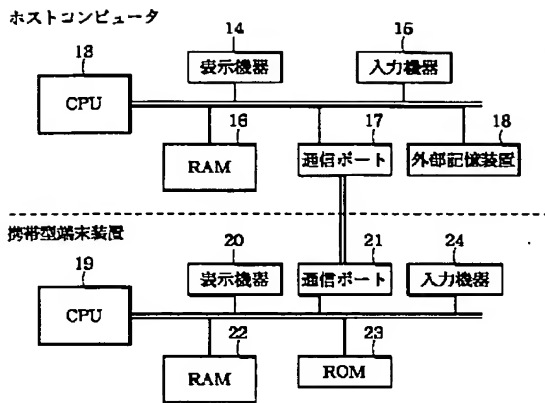 ホストコンピュータ
13
CPU
14
表示機器
15
入力機器
16
RAM
17
通信ポート
18
外部記憶装置
携帯型端末装置
19
CPU
20
表示機器
21
通信ポート
24
入力機器
22
RAM
23
ROM